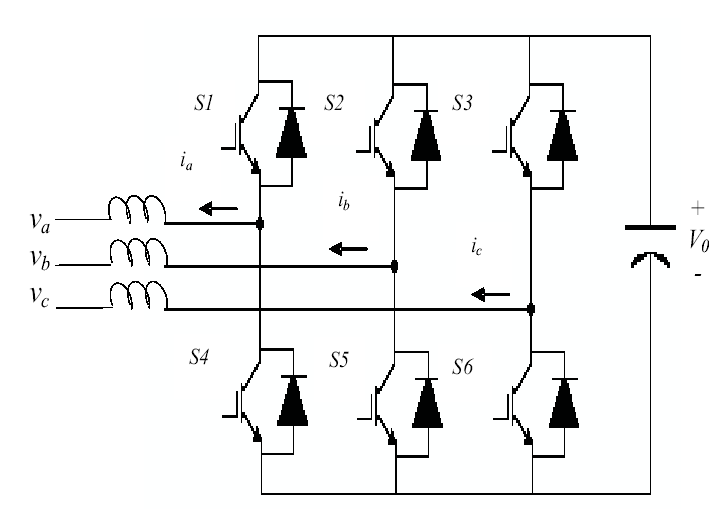 S1
S2
S3
i_a
i_b
i_c
v_a
v_b
v_c
+
V_0
-
S4
S5
S6